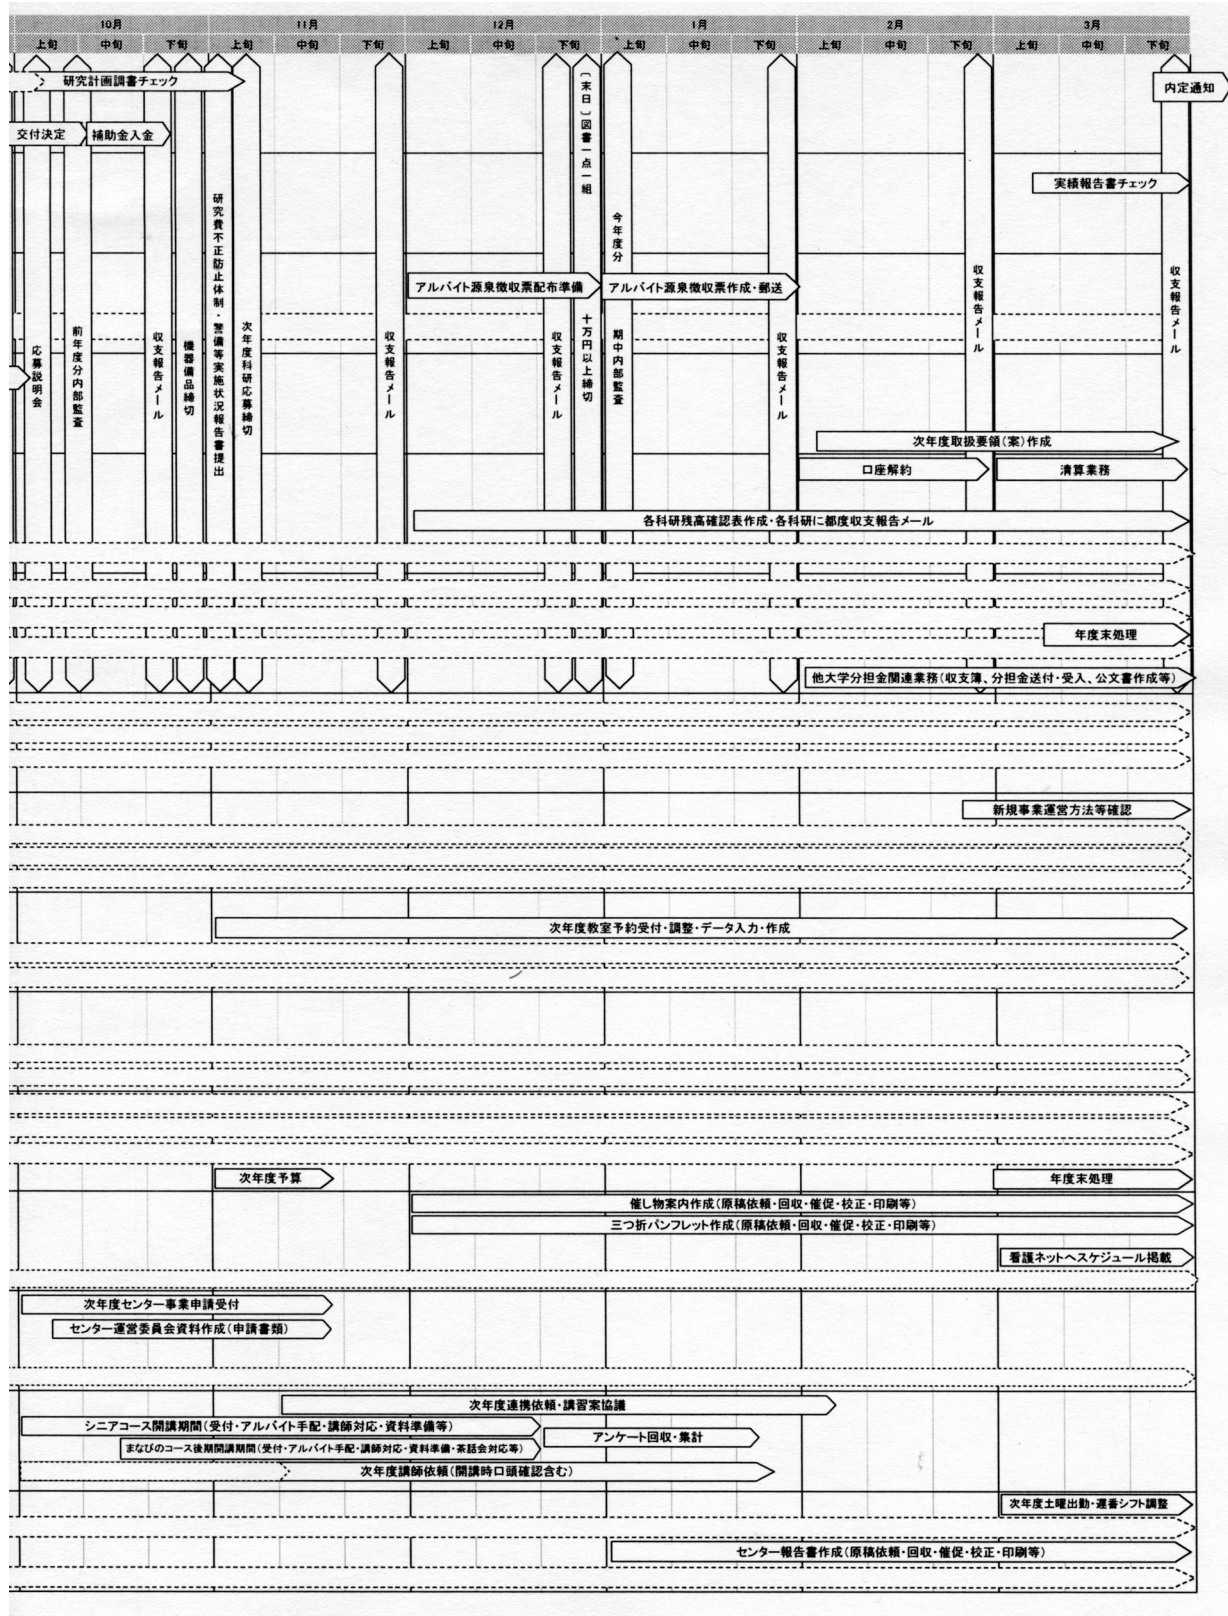 10月 11月 12月 1月 2月 3月
上旬 中旬 下旬 上旬 中旬 下旬 上旬 中旬 下旬 上旬 中旬 下旬 上旬 中旬 下旬 上旬 中旬 下旬
研究計画調書チェック
内定通知
交付決定
補助金入金
実績報告書チェック
応募説明会
前年度分内部監査
収支報告メール
機器備品締切
研究費不正防止体制・警備等実施状況報告書提出
次年度科研応募締切
収支報告メール
アルバイト源泉徴収票配布準備
収支報告メール
(末日)図書一点一組 十万円以上締切
今年度分 期中内部監査
アルバイト源泉徴収票作成・郵送
収支報告メール
収支報告メール
収支報告メール
次年度取扱要領(案)作成
口座解約
清算業務
各科研残高確認表作成・各科研に都度収支報告メール
年度末処理
他大学分担金関連業務(収支簿、分担金送付・受入、公文書作成等)
新規事業運営方法等確認
次年度教室予約受付・調整・データ入力・作成
次年度予算
年度末処理
催し物案内作成(原稿依頼・回収・催促・校正・印刷等)
三つ折パンフレット作成(原稿依頼・回収・催促・校正・印刷等)
看護ネットへスケジュール掲載
次年度センター事業申請受付
センター運営委員会資料作成(申請書類)
次年度連携依頼・講習案協議
シニアコース開講期間(受付・アルバイト手配・講師対応・資料準備等)
アンケート回収・集計
まなびのコース後期開講期間(受付・アルバイト手配・講師対応・資料準備・茶話会対応等)
次年度講師依頼(開講時口頭確認含む)
次年度土曜出勤・遅番シフト調整
センター報告書作成(原稿依頼・回収・催促・校正・印刷等)